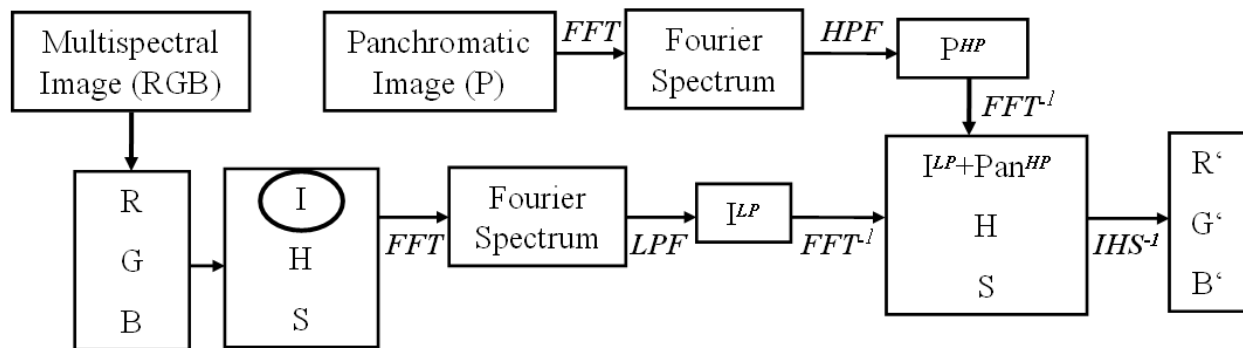 Multispectral
Image (RGB)
Panchromatic
Image (P)
FFT
Fourier
Spectrum
HPF
P^HP
FFT^-1
R
G
B
I
H
S
FFT
Fourier
Spectrum
LPF
I^LP
FFT^-1
I^LP+Pan^HP
H
S
IHS^-1
R‘
G‘
B‘